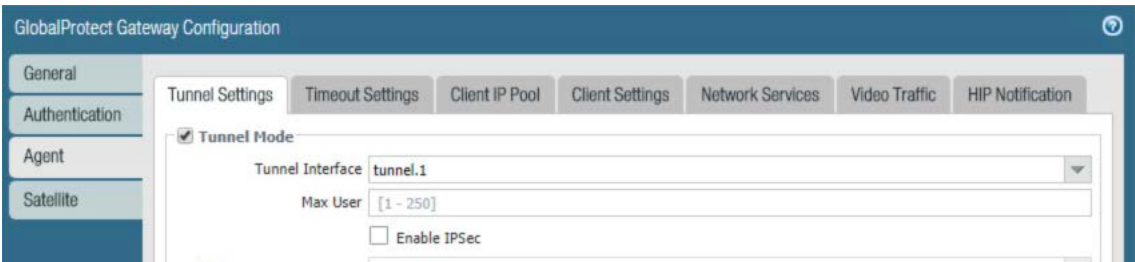 GlobalProtect Gateway Configuration
General
Authentication
Agent
Satellite
Tunnel Settings Timeout Settings Client IP Pool Client Settings Network Services Video Traffic HIP Notification
Tunnel Mode
Tunnel Interface tunnel.1
Max User [1 - 250]
Enable IPSec